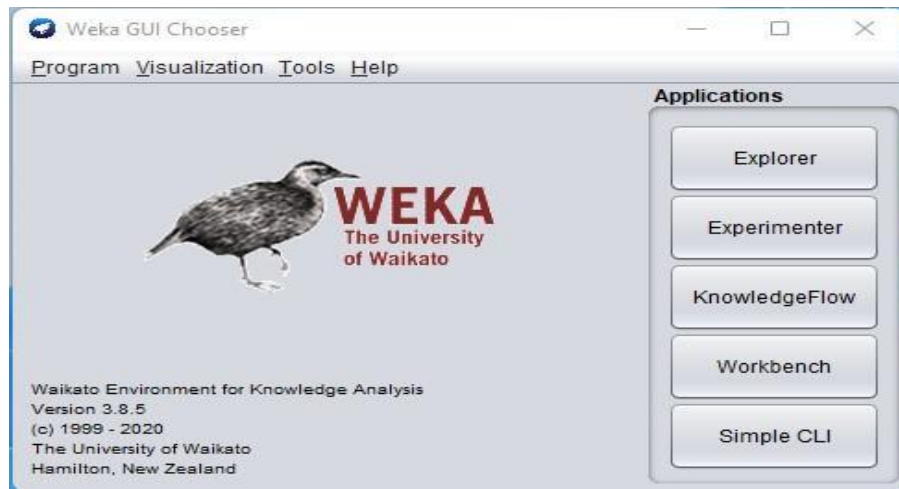 Weka GUI Chooser
Program Visualization Tools Help
Applications
Explorer
Experimenter
KnowledgeFlow
Workbench
Simple CLI
WEKA
The University
of Waikato
Waikato Environment for Knowledge Analysis
Version 3.8.5
(c) 1999 - 2020
The University of Waikato
Hamilton, New Zealand